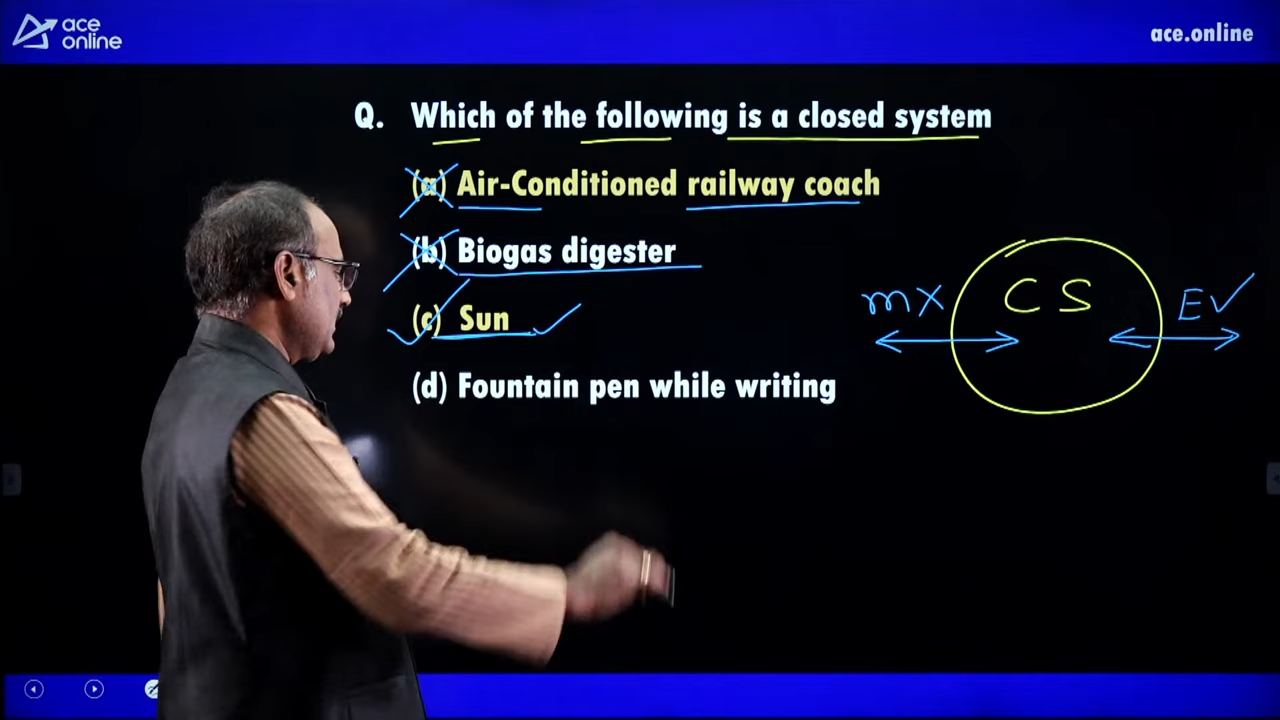 ace
online
ace.online
Q. Which of the following is a closed system
(a) Air-Conditioned railway coach
(b) Biogas digester
(c) Sun
(d) Fountain pen while writing
CS
mX
E✓